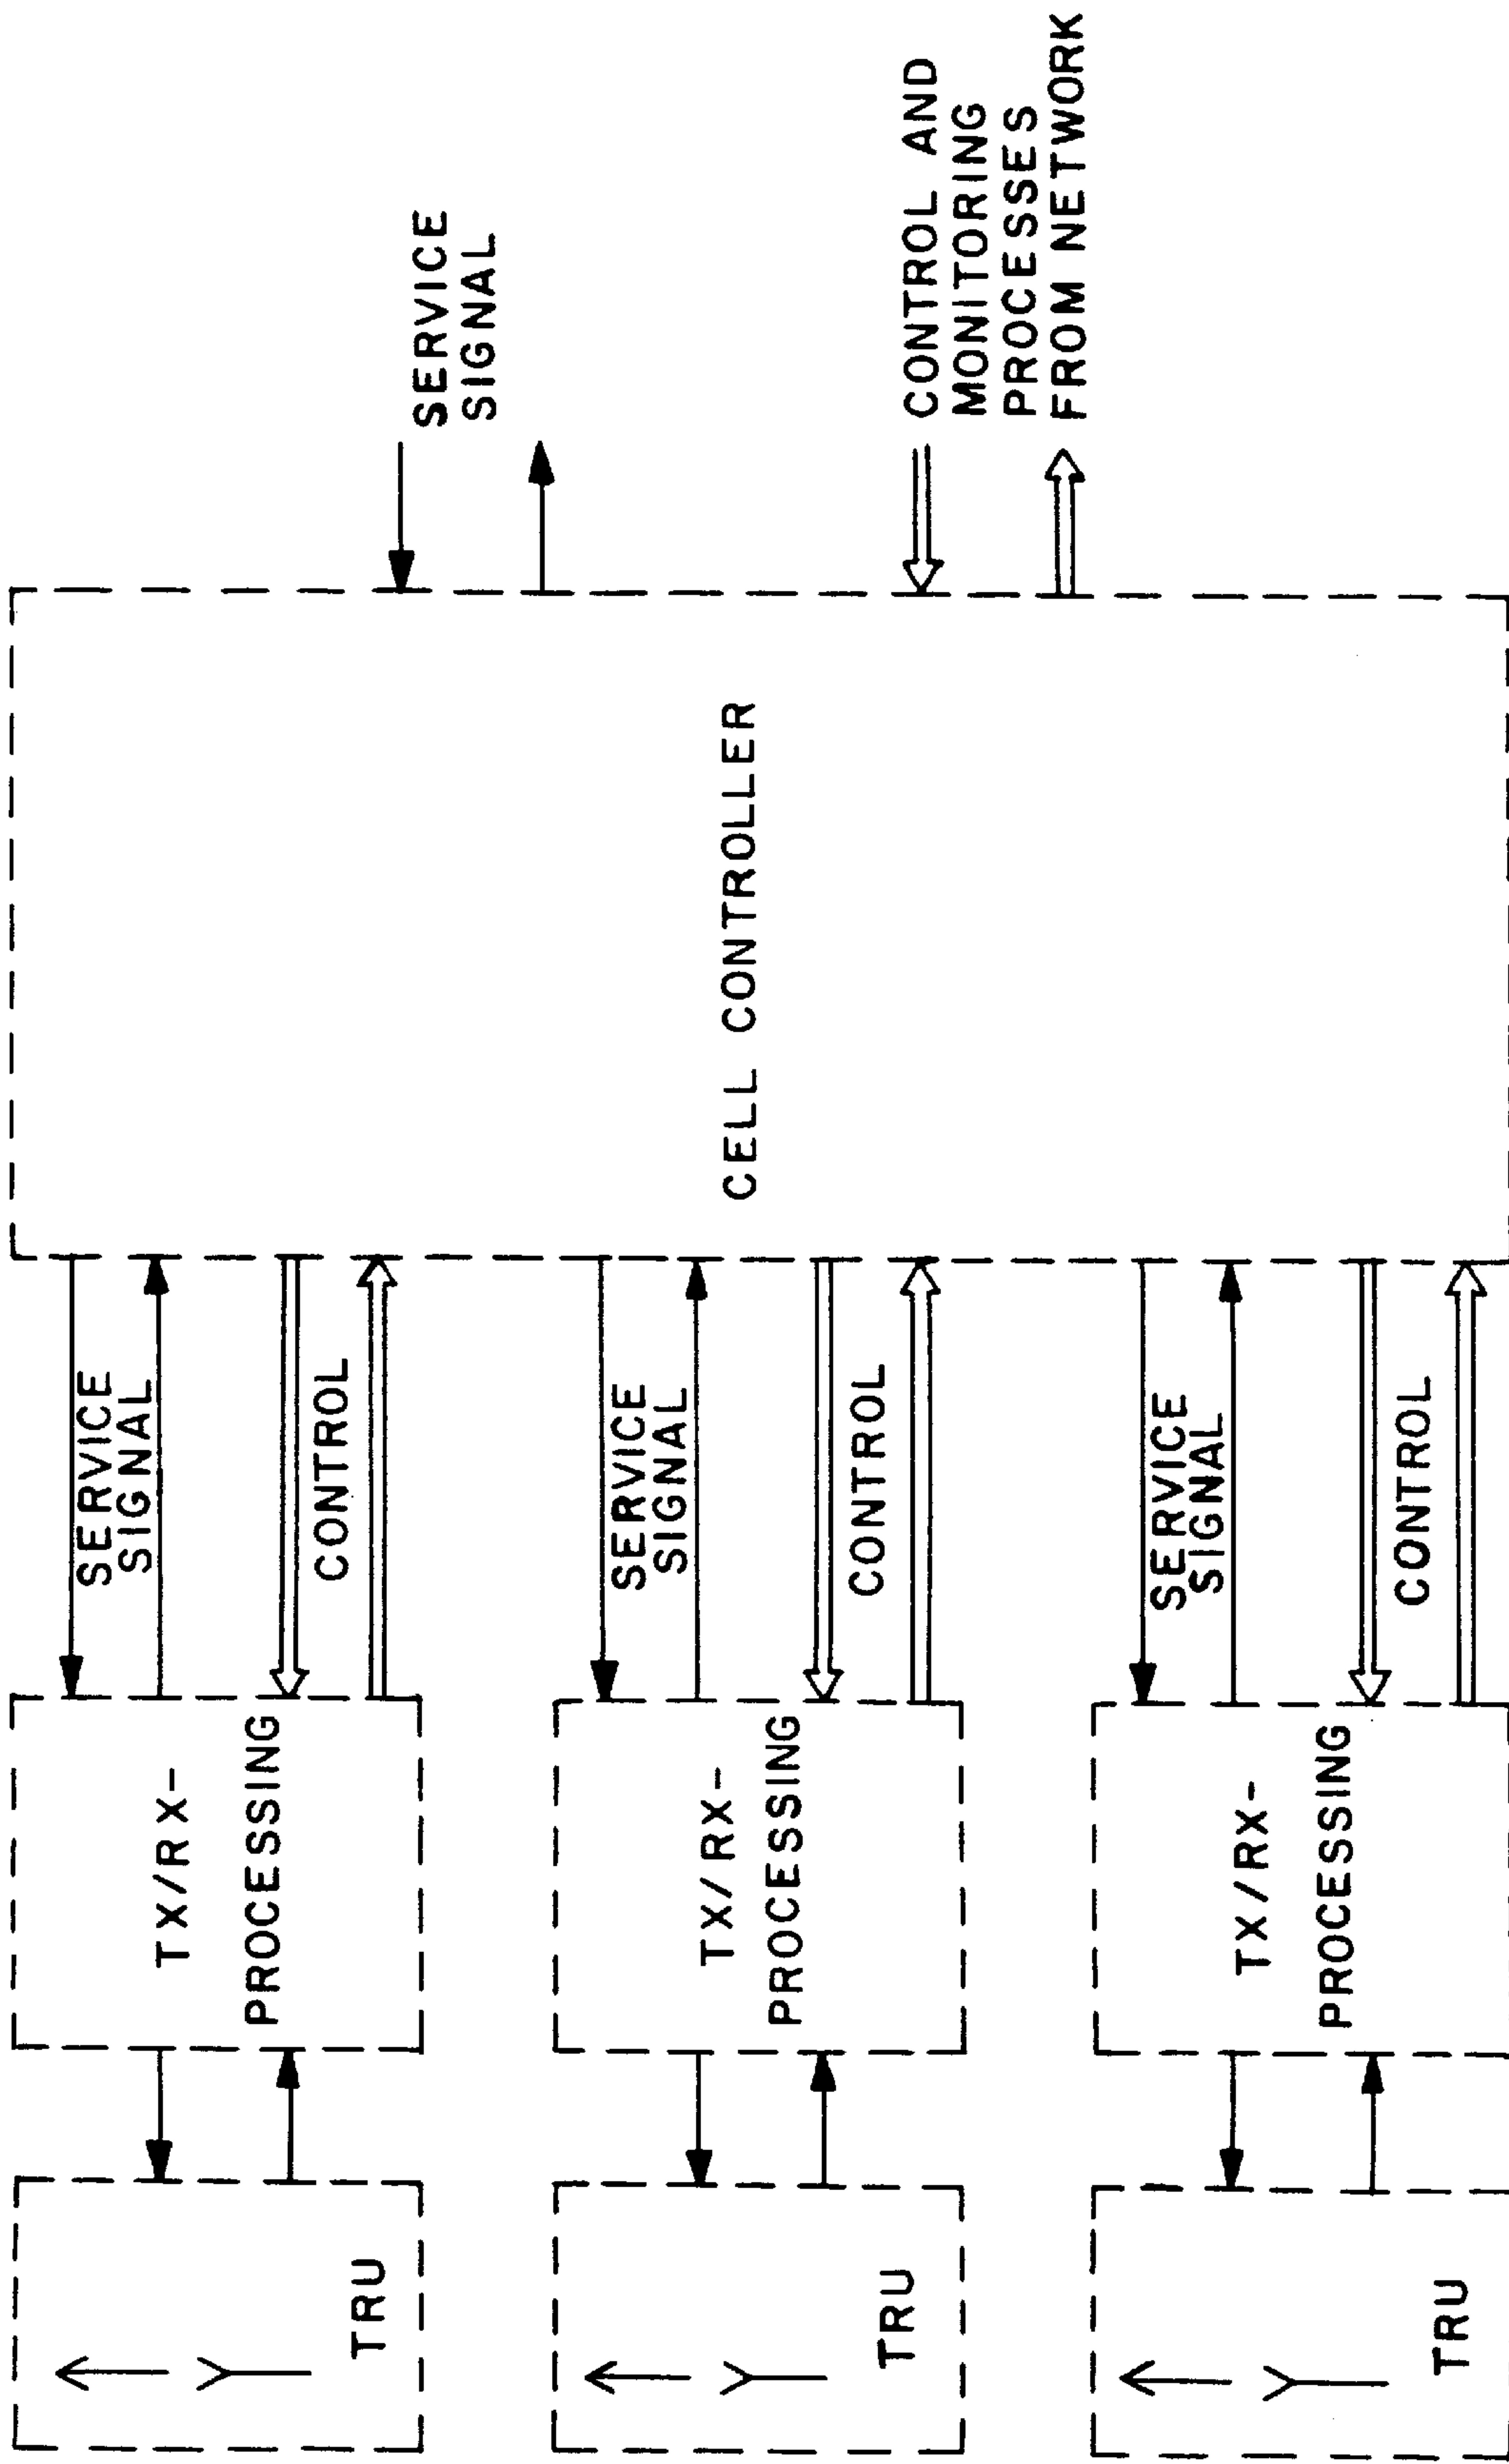 TRU
TX/RX-
PROCESSING
SERVICE
SIGNAL
CONTROL
TRU
TX/RX-
PROCESSING
SERVICE
SIGNAL
CONTROL
TRU
TX/RX-
PROCESSING
SERVICE
SIGNAL
CONTROL
CELL CONTROLLER
SERVICE
SIGNAL
CONTROL AND
MONITORING
PROCESSES
FROM NETWORK